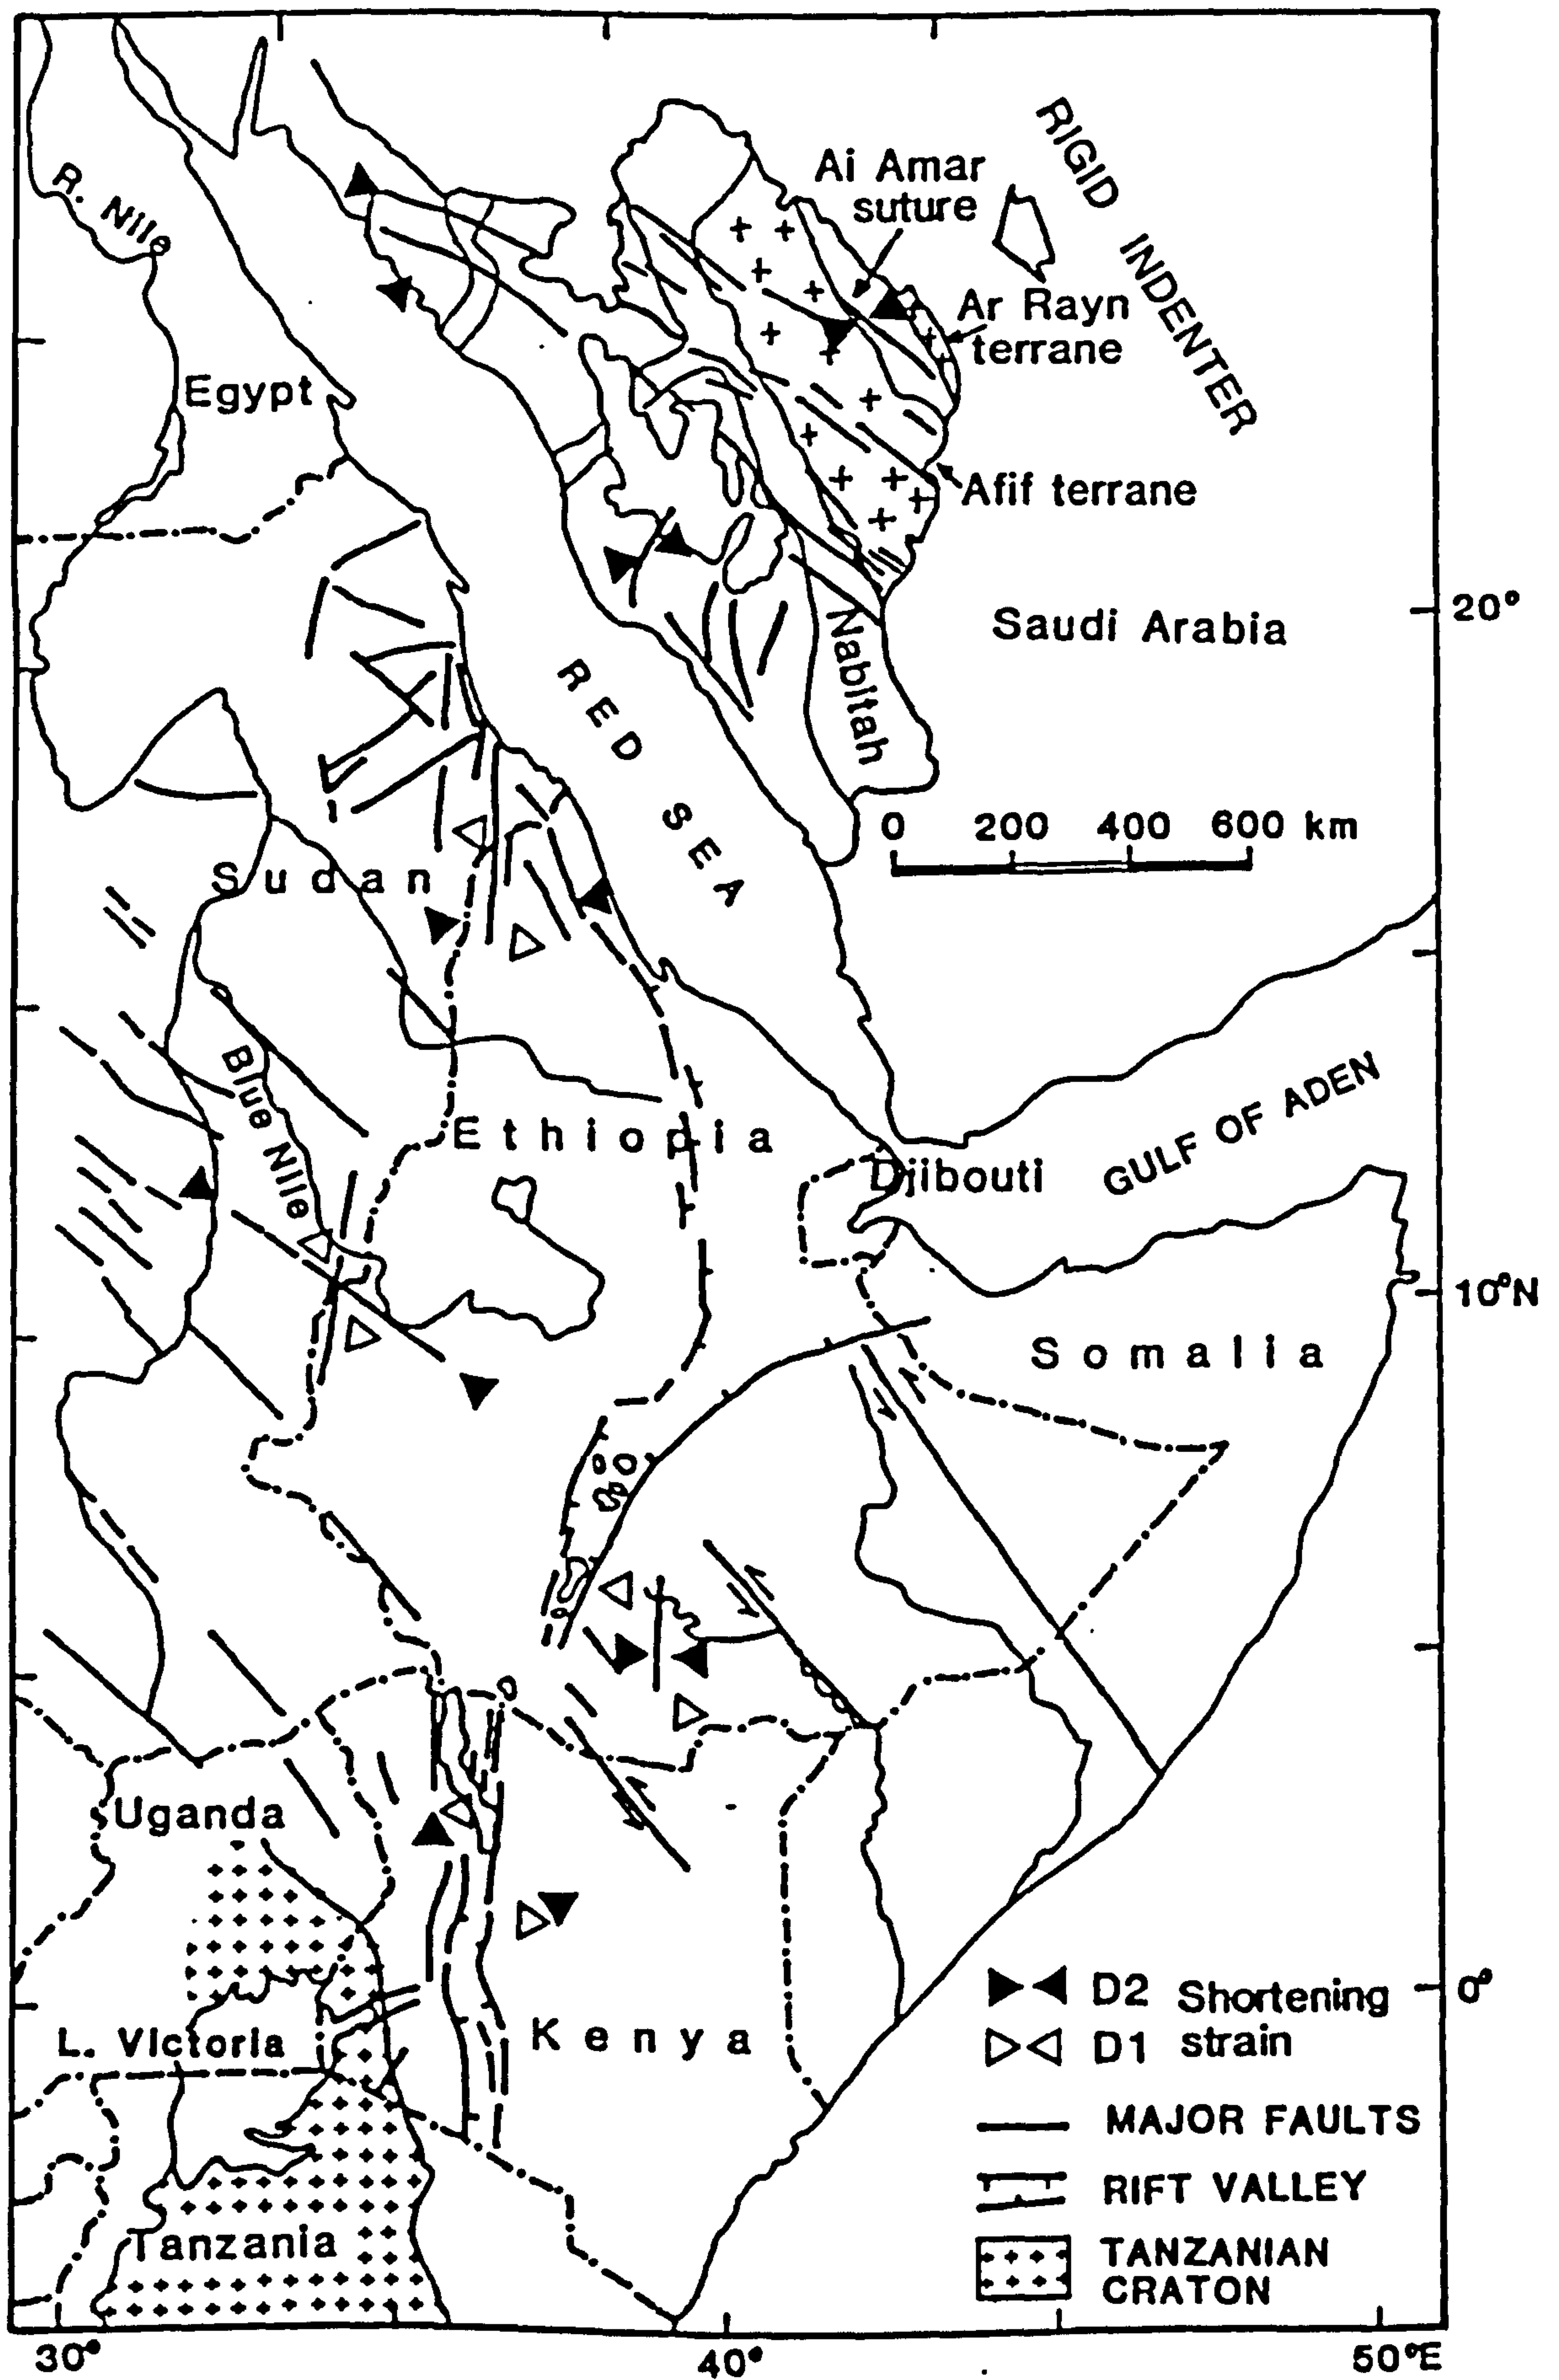 RIGID INDENTER
Ai Amar
suture
R. Nile
Ar Rayn
terrane
Egypt
Afif terrane
20°
Saudi Arabia
Nabitah
RED SEA
0 200 400 600 km
Sudan
Blue Nile
Ethiopia
Djibouti
GULF OF ADEN
10°N
Somalia
Uganda
D2 Shortening
D1 strain
0°
L. Victoria
Kenya
MAJOR FAULTS
RIFT VALLEY
Tanzania
TANZANIAN
CRATON
30°
40°
50°E